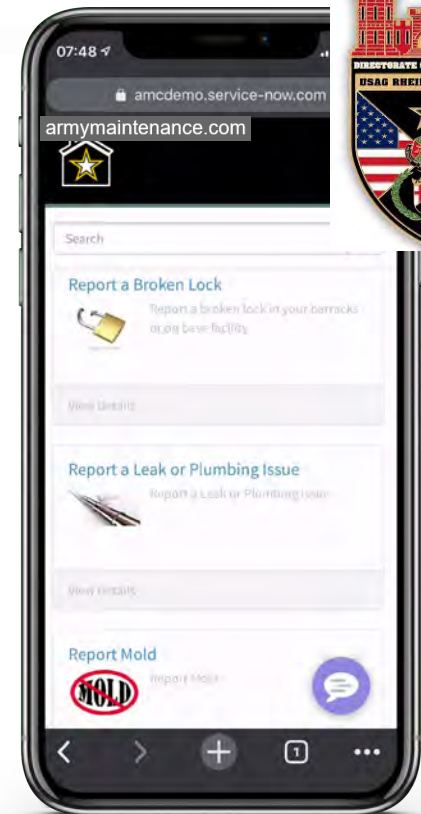 07:48
amcdemo.service-now.com
armymaintenance.com
DIRECTORATE
USAG RHEI
Search
Report a Broken Lock
Report a broken lock in your barracks
or on base facility
View Details
Report a Leak or Plumbing Issue
Report a Leak or Plumbing Issue
View Details
Report Mold
MOLD
Report Mold
1